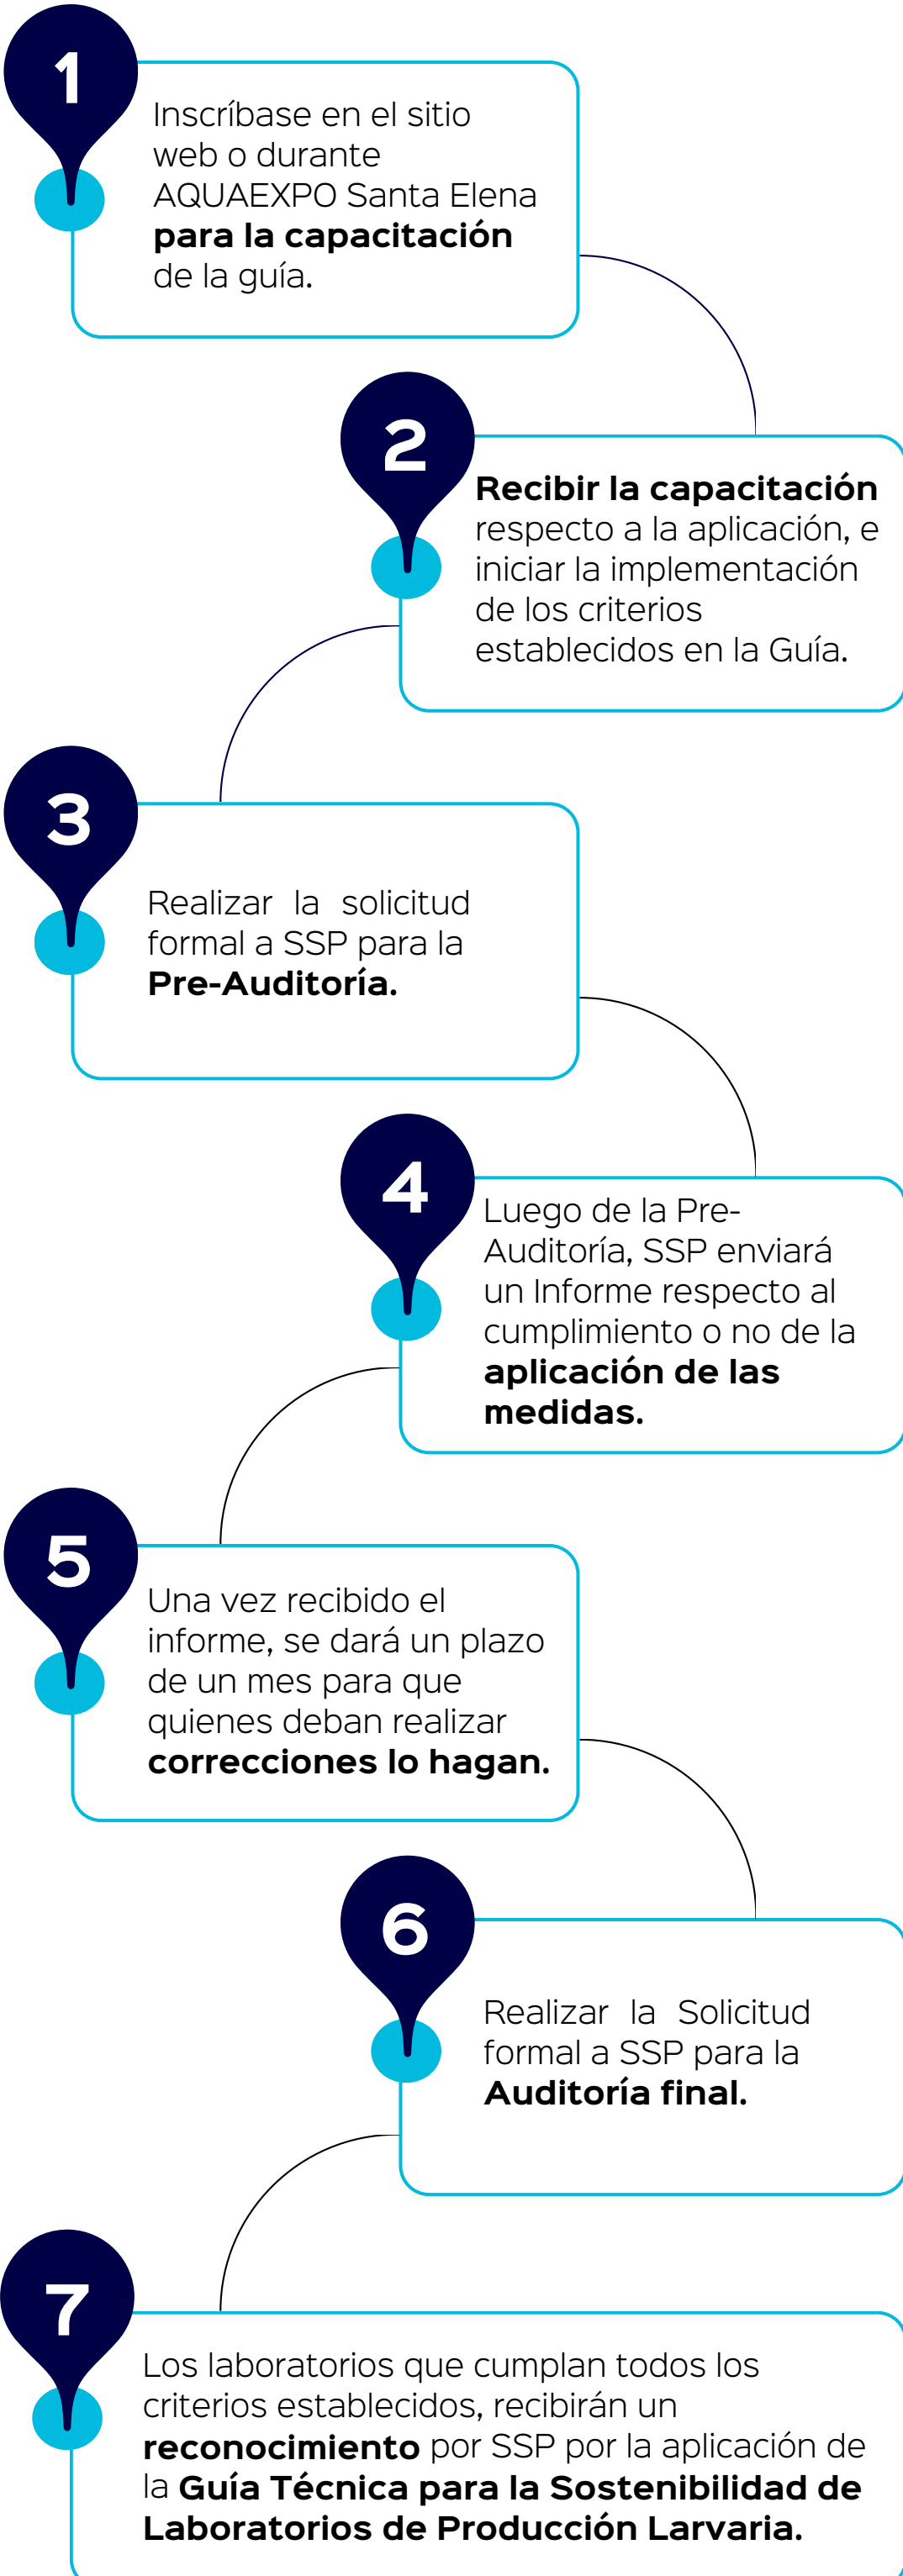 1
Inscríbase en el sitio
web o durante
AQUAEXPO Santa Elena
para la capacitación
de la guía.
2
Recibir la capacitación
respecto a la aplicación, e
iniciar la implementación
de los criterios
establecidos en la Guía.
3
Realizar la solicitud
formal a SSP para la
Pre-Auditoría.
4
Luego de la Pre-
Auditoría, SSP enviará
un Informe respecto al
cumplimiento o no de la
aplicación de las
medidas.
5
Una vez recibido el
informe, se dará un plazo
de un mes para que
quienes deban realizar
correcciones lo hagan.
6
Realizar la Solicitud
formal a SSP para la
Auditoría final.
7
Los laboratorios que cumplan todos los
criterios establecidos, recibirán un
reconocimiento por SSP por la aplicación de
la Guía Técnica para la Sostenibilidad de
Laboratorios de Producción Larvaria.